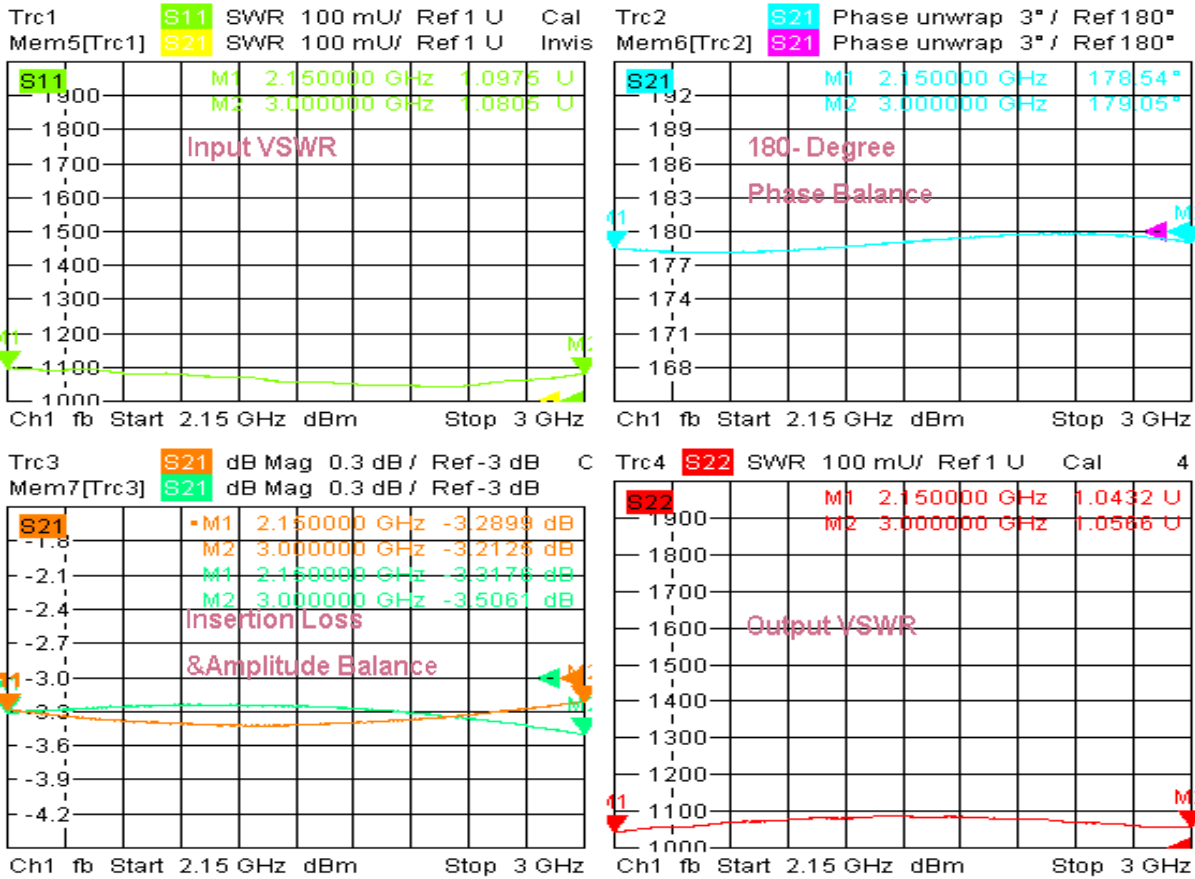 Trc1 S11 SWR 100 mU/ Ref 1 U Cal
Mem5[Trc1] S21 SWR 100 mU/ Ref 1 U Invis
S11
M1 2.150000 GHz 1.0975 U
M2 3.000000 GHz 1.0805 U
1900
1800
Input VSWR
1700
1600
1500
1400
1300
1200
1100
1000
Ch1 fb Start 2.15 GHz dBm Stop 3 GHz
Trc2 S21 Phase unwrap 3°/ Ref 180°
Mem6[Trc2] S21 Phase unwrap 3°/ Ref 180°
S21
M1 2.150000 GHz 178.54°
M2 3.000000 GHz 179.05°
192
189
180- Degree
186
Phase Balance
183
M1
M
180
177
174
171
168
Ch1 fb Start 2.15 GHz dBm Stop 3 GHz
Trc3 S21 dB Mag 0.3 dB / Ref -3 dB C
Mem7[Trc3] S21 dB Mag 0.3 dB / Ref -3 dB
S21
•M1 2.150000 GHz -3.2899 dB
M2 3.000000 GHz -3.2125 dB
M1 2.150000 GHz -3.3176 dB
M2 3.000000 GHz -3.5061 dB
-1.8
-2.1
-2.4
Insertion Loss
-2.7
&Amplitude Balance
-3.0
-3.3
-3.6
-3.9
-4.2
Ch1 fb Start 2.15 GHz dBm Stop 3 GHz
Trc4 S22 SWR 100 mU/ Ref 1 U Cal 4
S22
M1 2.150000 GHz 1.0432 U
M2 3.000000 GHz 1.0566 U
1900
1800
1700
1600
Output VSWR
1500
1400
1300
1200
M1
M
1100
1000
Ch1 fb Start 2.15 GHz dBm Stop 3 GHz